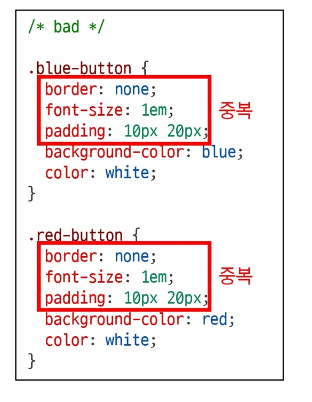 /* bad */
.blue-button {
border: none;
font-size: 1em; 중복
padding: 10px 20px;
background-color: blue;
color: white;
}
.red-button {
border: none;
font-size: 1em; 중복
padding: 10px 20px;
background-color: red;
color: white;
}